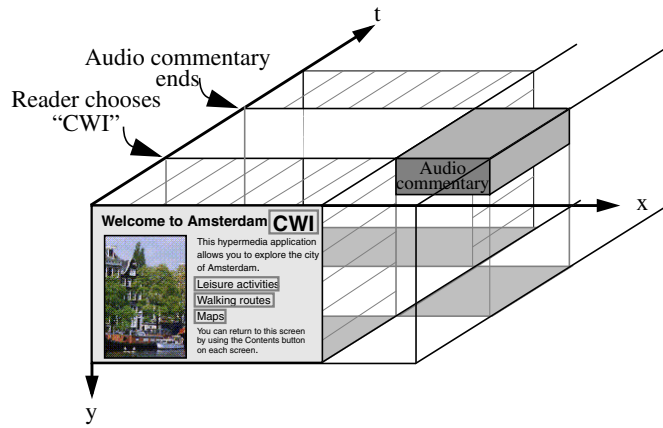 t
Audio commentary
ends
Reader chooses
“CWI”
Audio
commentary
x
Welcome to Amsterdam CWI
This hypermedia application
allows you to explore the city
of Amsterdam.
Leisure activities
Walking routes
Maps
You can return to this screen
by using the Contents button
on each screen.
y